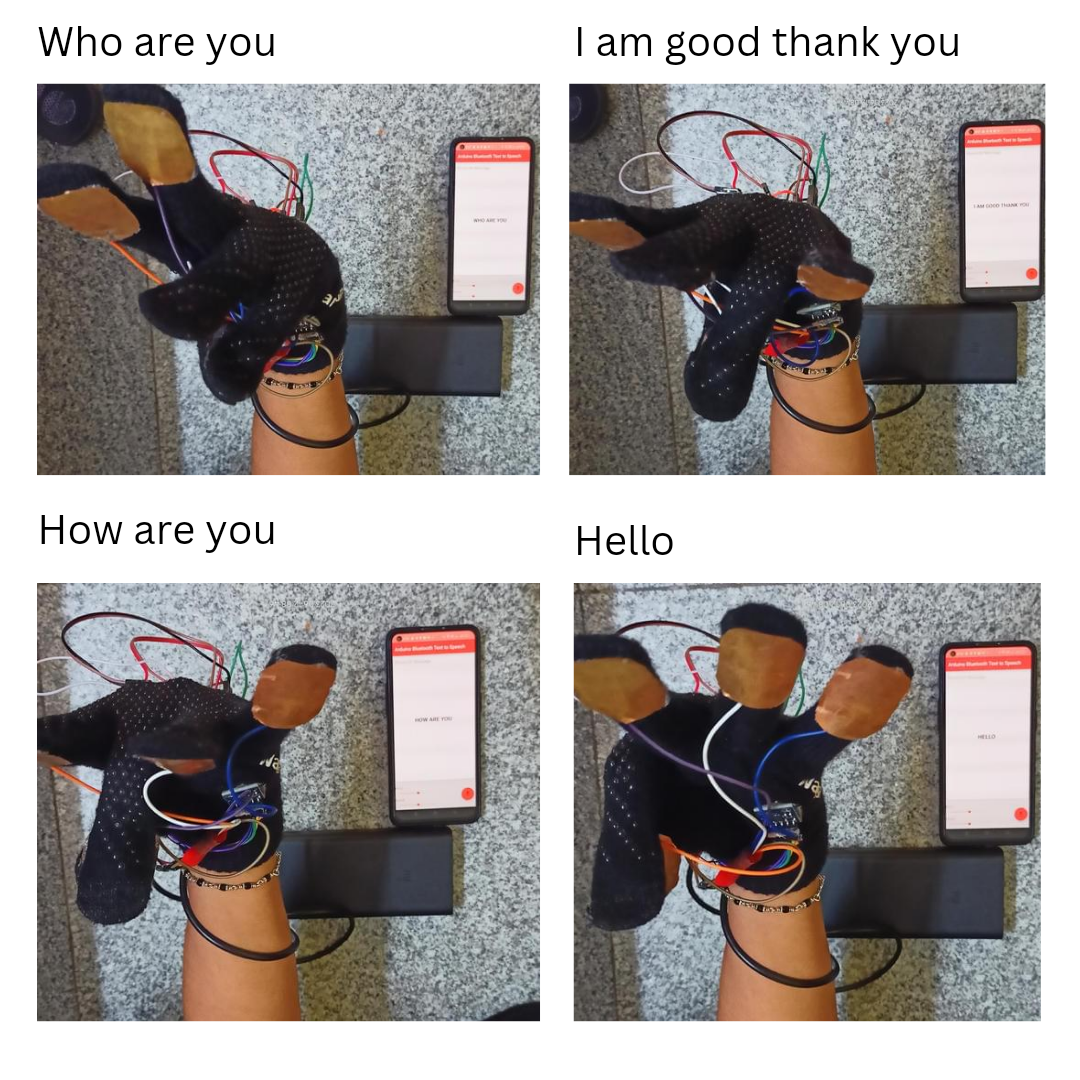 Who are you
I am good thank you
Arduino Bluetooth Text to Speech
WHO ARE YOU
Arduino Bluetooth Text to Speech
I AM GOOD THANK YOU
How are you
Hello
Arduino Bluetooth Text to Speech
HOW ARE YOU
Arduino Bluetooth Text to Speech
HELLO